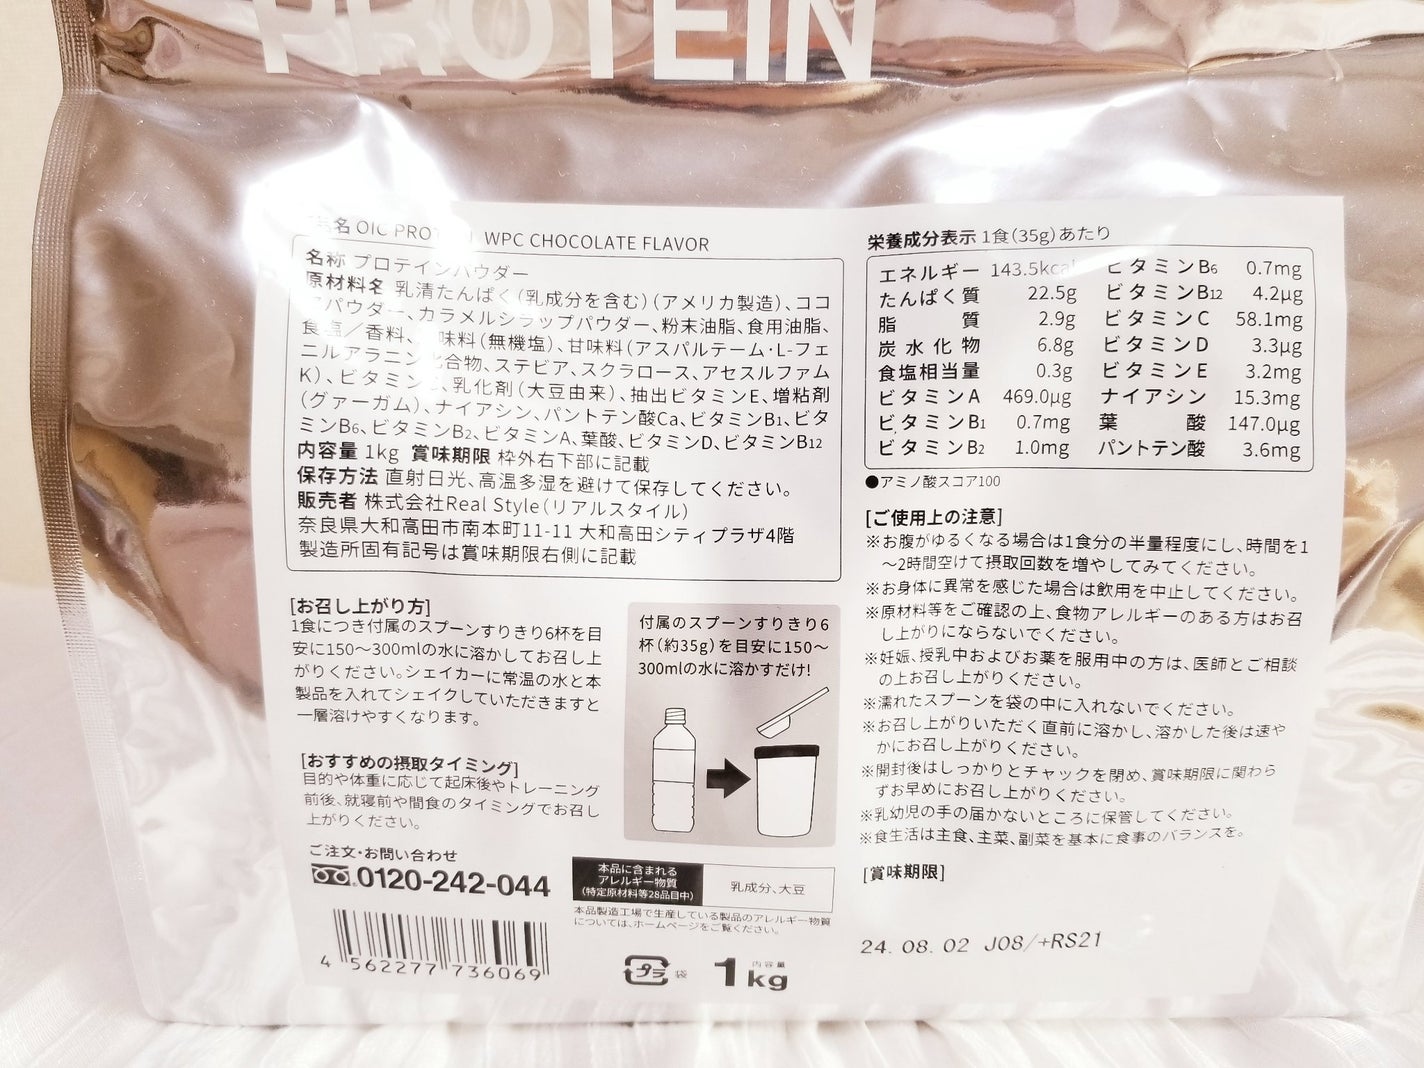 PROTEIN
名 OIC PROT WPC CHOCOLATE FLAVOR
名称 プロテインパウダー
原材料名 乳清たんぱく(乳成分を含む)(アメリカ製造)、ココ
アパウダー、カラメルシラップパウダー、粉末油脂、食用油脂、
食塩／香料、味料(無機塩)、甘味料(アスパルテーム・L-フェ
ニルアラニン化合物、ステビア、スクラロース、アセスルファム
K)、ビタミン、乳化剤(大豆由来)、抽出ビタミンE、増粘剤
(グァーガム)、ナイアシン、パントテン酸Ca、ビタミンB1、ビタ
ミンB6、ビタミンB2、ビタミンA、葉酸、ビタミンD、ビタミンB12
内容量 1kg 賞味期限 枠外右下部に記載
保存方法 直射日光、高温多湿を避けて保存してください。
販売者 株式会社Real Style(リアルスタイル)
奈良県大和高田市南本町11-11 大和高田シティプラザ4階
製造所固有記号は賞味期限右側に記載
[お召し上がり方]
1食につき付属のスプーンすりきり6杯を目
安に150〜300mlの水に溶かしてお召し上
がりください。シェイカーに常温の水と本
製品を入れてシェイクしていただきますと
一層溶けやすくなります。
[おすすめの摂取タイミング]
目的や体重に応じて起床後やトレーニング
前後、就寝前や間食のタイミングでお召し
上がりください。
付属のスプーンすりきり6
杯(約35g)を目安に150〜
300mlの水に溶かすだけ!
ご注文・お問い合わせ
0120-242-044
4 562277 736069
本品に含まれる
アレルギー物質
(特定原材料等28品目中)
乳成分、大豆
本品製造工場で生産している製品のアレルギー物質
については、ホームページをご覧ください。
プラ 袋
内容量
1kg
栄養成分表示 1食(35g)あたり
エネルギー 143.5kcal ビタミンB6 0.7mg
たんぱく質 22.5g ビタミンB12 4.2μg
脂質 2.9g ビタミンC 58.1mg
炭水化物 6.8g ビタミンD 3.3μg
食塩相当量 0.3g ビタミンE 3.2mg
ビタミンA 469.0μg ナイアシン 15.3mg
ビタミンB1 0.7mg 葉酸 147.0μg
ビタミンB2 1.0mg パントテン酸 3.6mg
●アミノ酸スコア100
[ご使用上の注意]
※お腹がゆるくなる場合は1食分の半量程度にし、時間を1
〜2時間空けて摂取回数を増やしてみてください。
※お身体に異常を感じた場合は飲用を中止してください。
※原材料等をご確認の上、食物アレルギーのある方はお召
し上がりにならないでください。
※妊娠、授乳中およびお薬を服用中の方は、医師とご相談
の上お召し上がりください。
※濡れたスプーンを袋の中に入れないでください。
※お召し上がりいただく直前に溶かし、溶かした後は速や
かにお召し上がりください。
※開封後はしっかりとチャックを閉め、賞味期限に関わら
ずお早めにお召し上がりください。
※乳幼児の手の届かないところに保管してください。
※食生活は主食、主菜、副菜を基本に食事のバランスを。
[賞味期限]
24. 08. 02 J08/+RS21